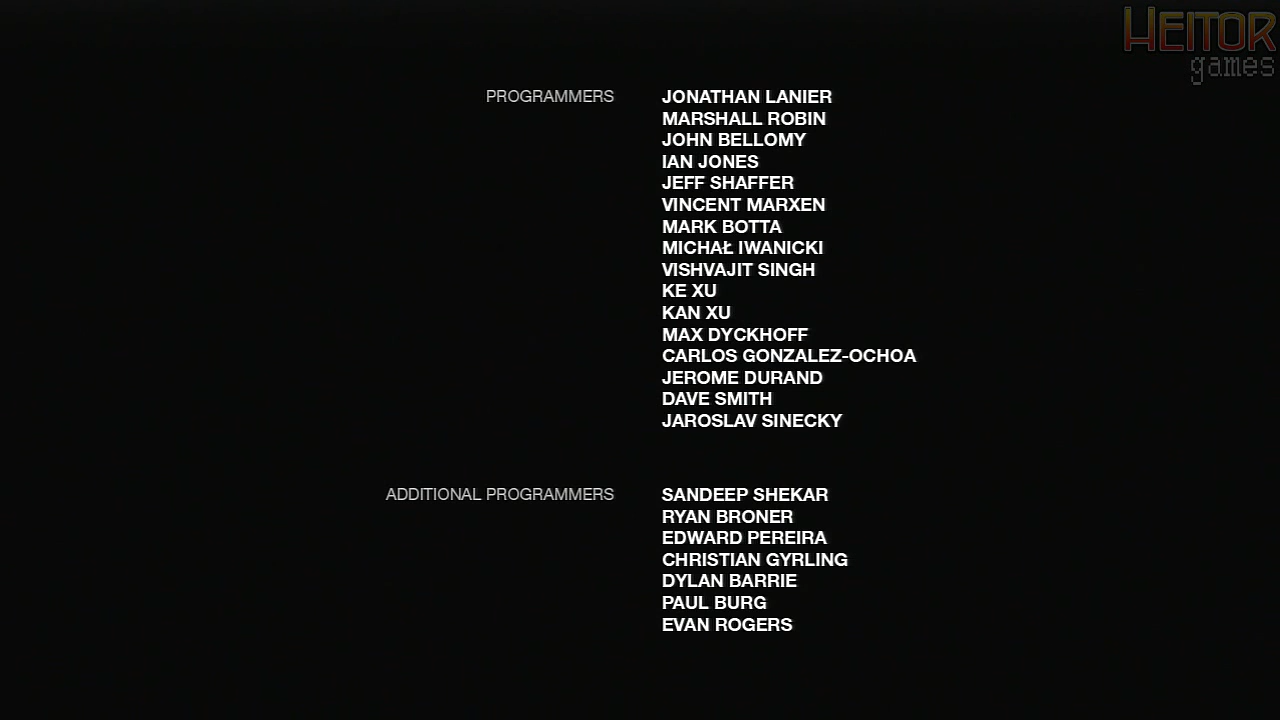 HEITOR
games
PROGRAMMERS JONATHAN LANIER
MARSHALL ROBIN
JOHN BELLOMY
IAN JONES
JEFF SHAFFER
VINCENT MARXEN
MARK BOTTA
MICHAŁ IWANICKI
VISHVAJIT SINGH
KE XU
KAN XU
MAX DYCKHOFF
CARLOS GONZALEZ-OCHOA
JEROME DURAND
DAVE SMITH
JAROSLAV SINECKY
ADDITIONAL PROGRAMMERS SANDEEP SHEKAR
RYAN BRONER
EDWARD PEREIRA
CHRISTIAN GYRLING
DYLAN BARRIE
PAUL BURG
EVAN ROGERS